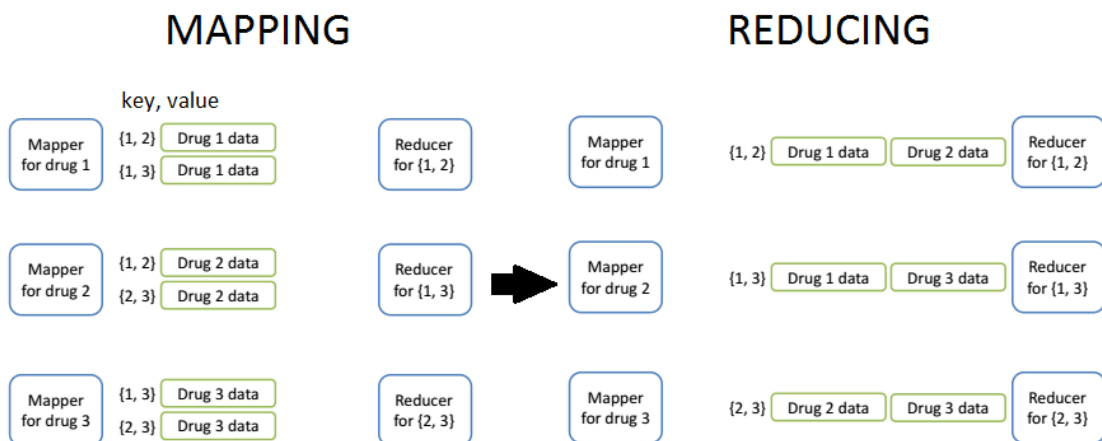 MAPPING
REDUCING
key, value
Mapper
for drug 1
{1, 2} Drug 1 data
{1, 3} Drug 1 data
Reducer
for {1, 2}
Mapper
for drug 1
{1, 2} Drug 1 data Drug 2 data
Reducer
for {1, 2}
Mapper
for drug 2
{1, 2} Drug 2 data
{2, 3} Drug 2 data
Reducer
for {1, 3}
Mapper
for drug 2
{1, 3} Drug 1 data Drug 3 data
Reducer
for {1, 3}
Mapper
for drug 3
{1, 3} Drug 3 data
{2, 3} Drug 3 data
Reducer
for {2, 3}
Mapper
for drug 3
{2, 3} Drug 2 data Drug 3 data
Reducer
for {2, 3}